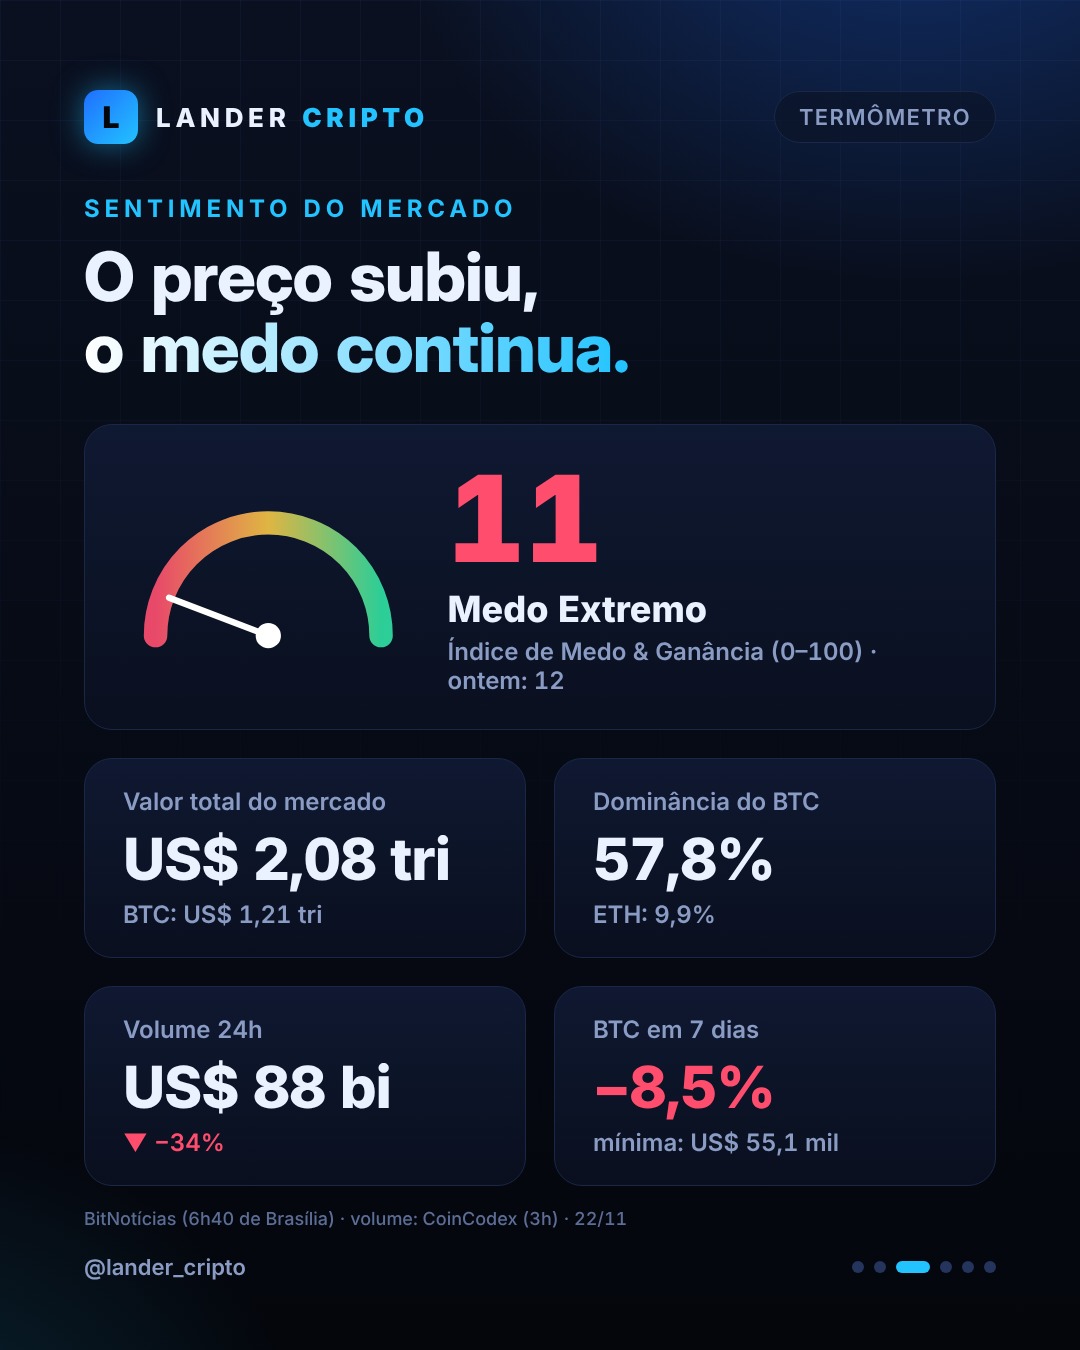 L LANDER CRIPTO
TERMÔMETRO
SENTIMENTO DO MERCADO
O preço subiu,
o medo continua.
11
Medo Extremo
Índice de Medo & Ganância (0–100) ·
ontem: 12
Valor total do mercado
US$ 2,08 tri
BTC: US$ 1,21 tri
Dominância do BTC
57,8%
ETH: 9,9%
Volume 24h
US$ 88 bi
▼ −34%
BTC em 7 dias
−8,5%
mínima: US$ 55,1 mil
BitNotícias (6h40 de Brasília) · volume: CoinCodex (3h) · 22/11
@lander_cripto